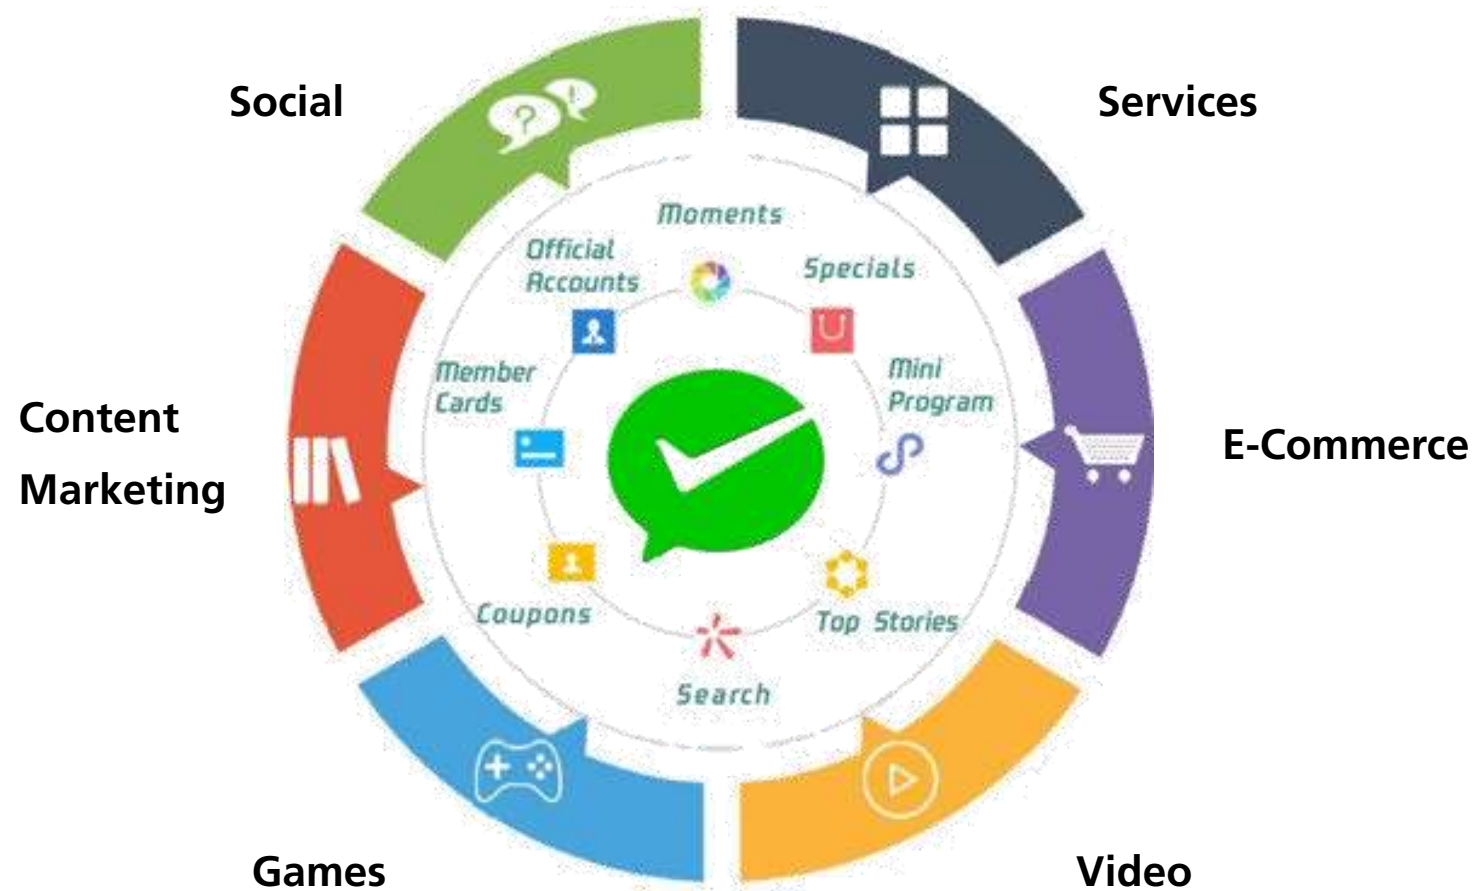 Social
Services
Moments
Official
Accounts
Specials
Member
Cards
Mini
Program
Content
Marketing
E-Commerce
Coupons
Top Stories
Search
Games
Video